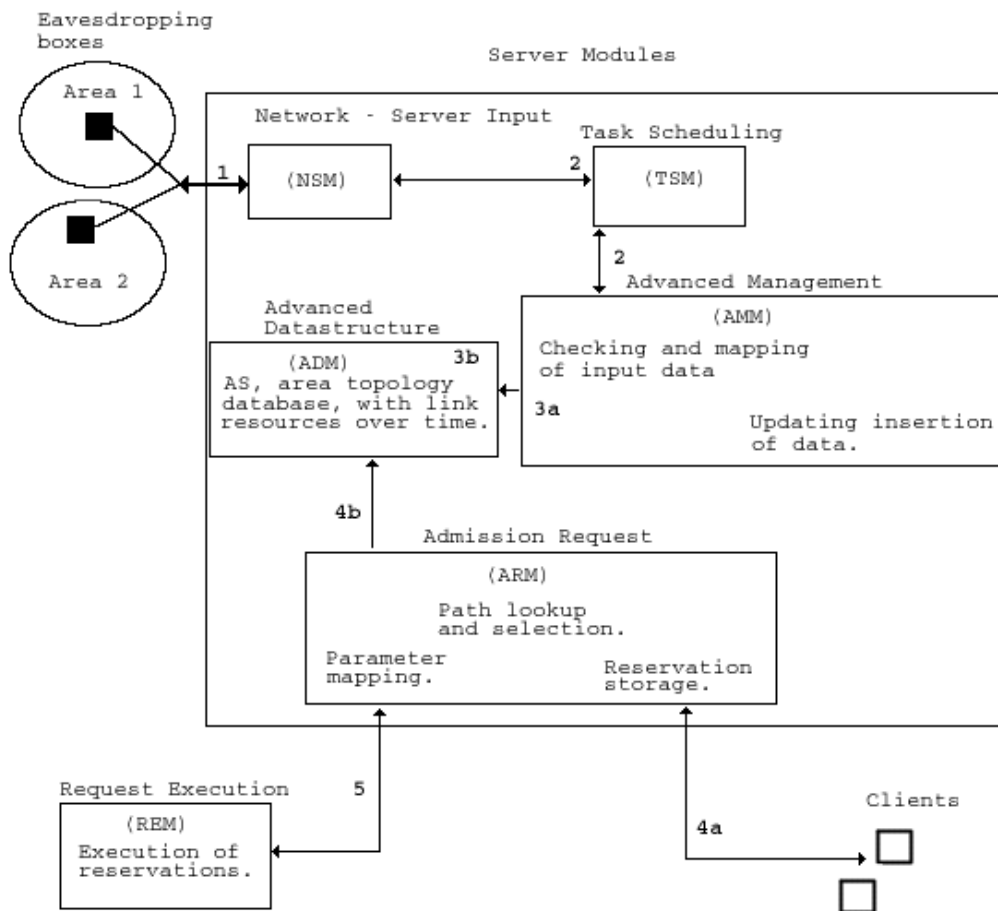 Eavesdropping
boxes
Server Modules
Area 1
Network - Server Input
Task Scheduling
1
(NSM)
2
(TSM)
Area 2
2
Advanced Management
Advanced
Datastructure
(AMM)
(ADM)
3b
Checking and mapping
of input data
AS, area topology
database, with link
resources over time.
3a
Updating insertion
of data.
4b
Admission Request
(ARM)
Path lookup
and selection.
Parameter
mapping.
Reservation
storage.
Request Execution
5
Clients
(REM)
4a
Execution of
reservations.